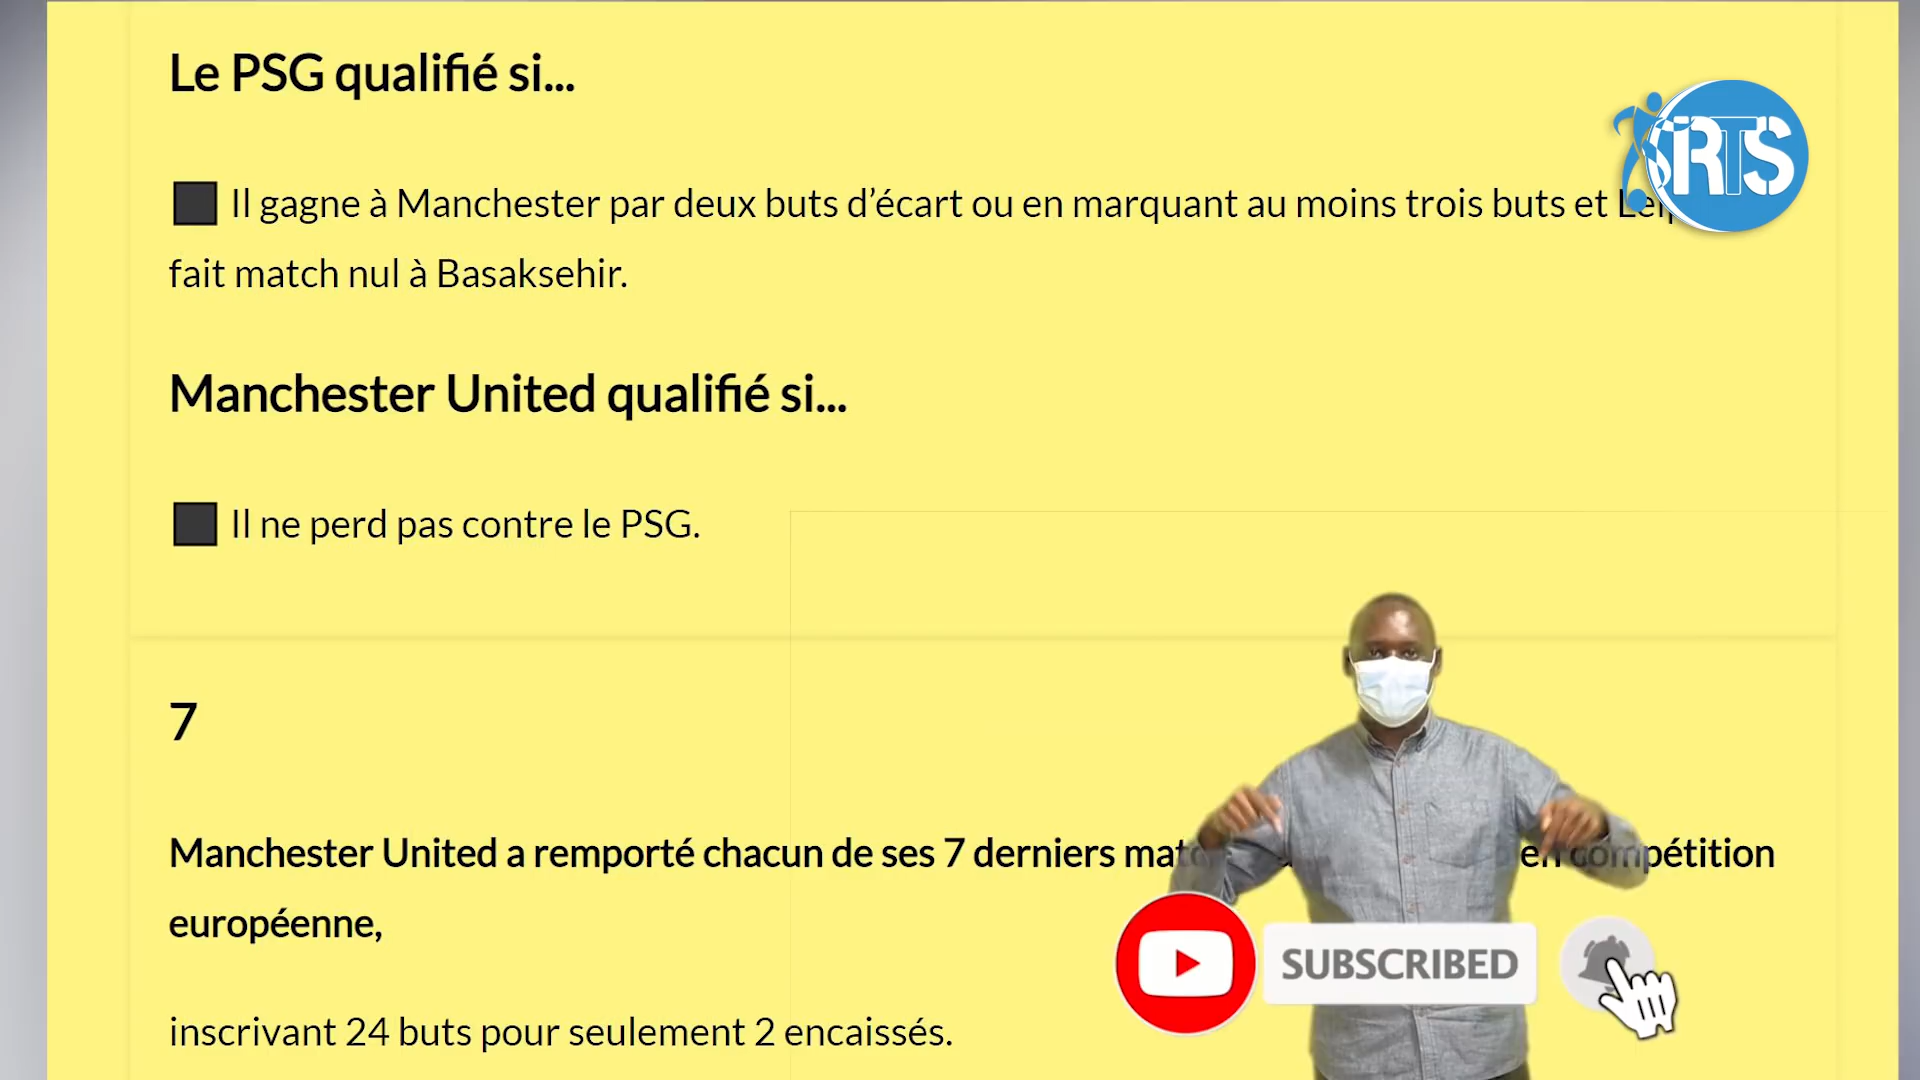 Le PSG qualifié si...
RTS
Il gagne à Manchester par deux buts d’écart ou en marquant au moins trois buts et
fait match nul à Basaksehir.
Manchester United qualifié si...
Il ne perd pas contre le PSG.
7
Manchester United a remporté chacun de ses 7 derniers en compétition
européenne,
SUBSCRIBED
inscrivant 24 buts pour seulement 2 encaissés.